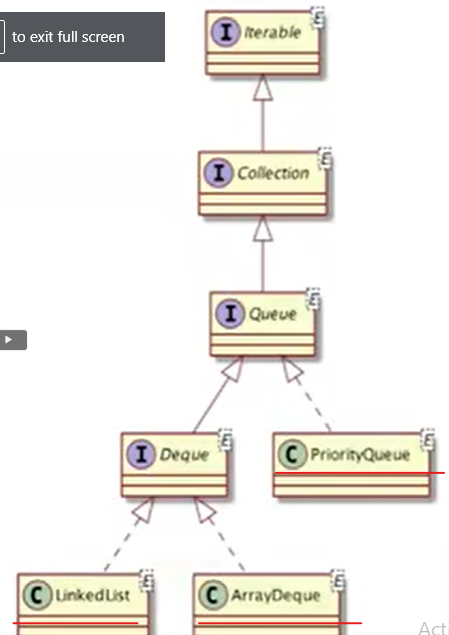 to exit full screen
I Iterable E
I Collection E
I Queue E
I Deque E
C PriorityQueue E
C LinkedList E
C ArrayDeque E
Acti